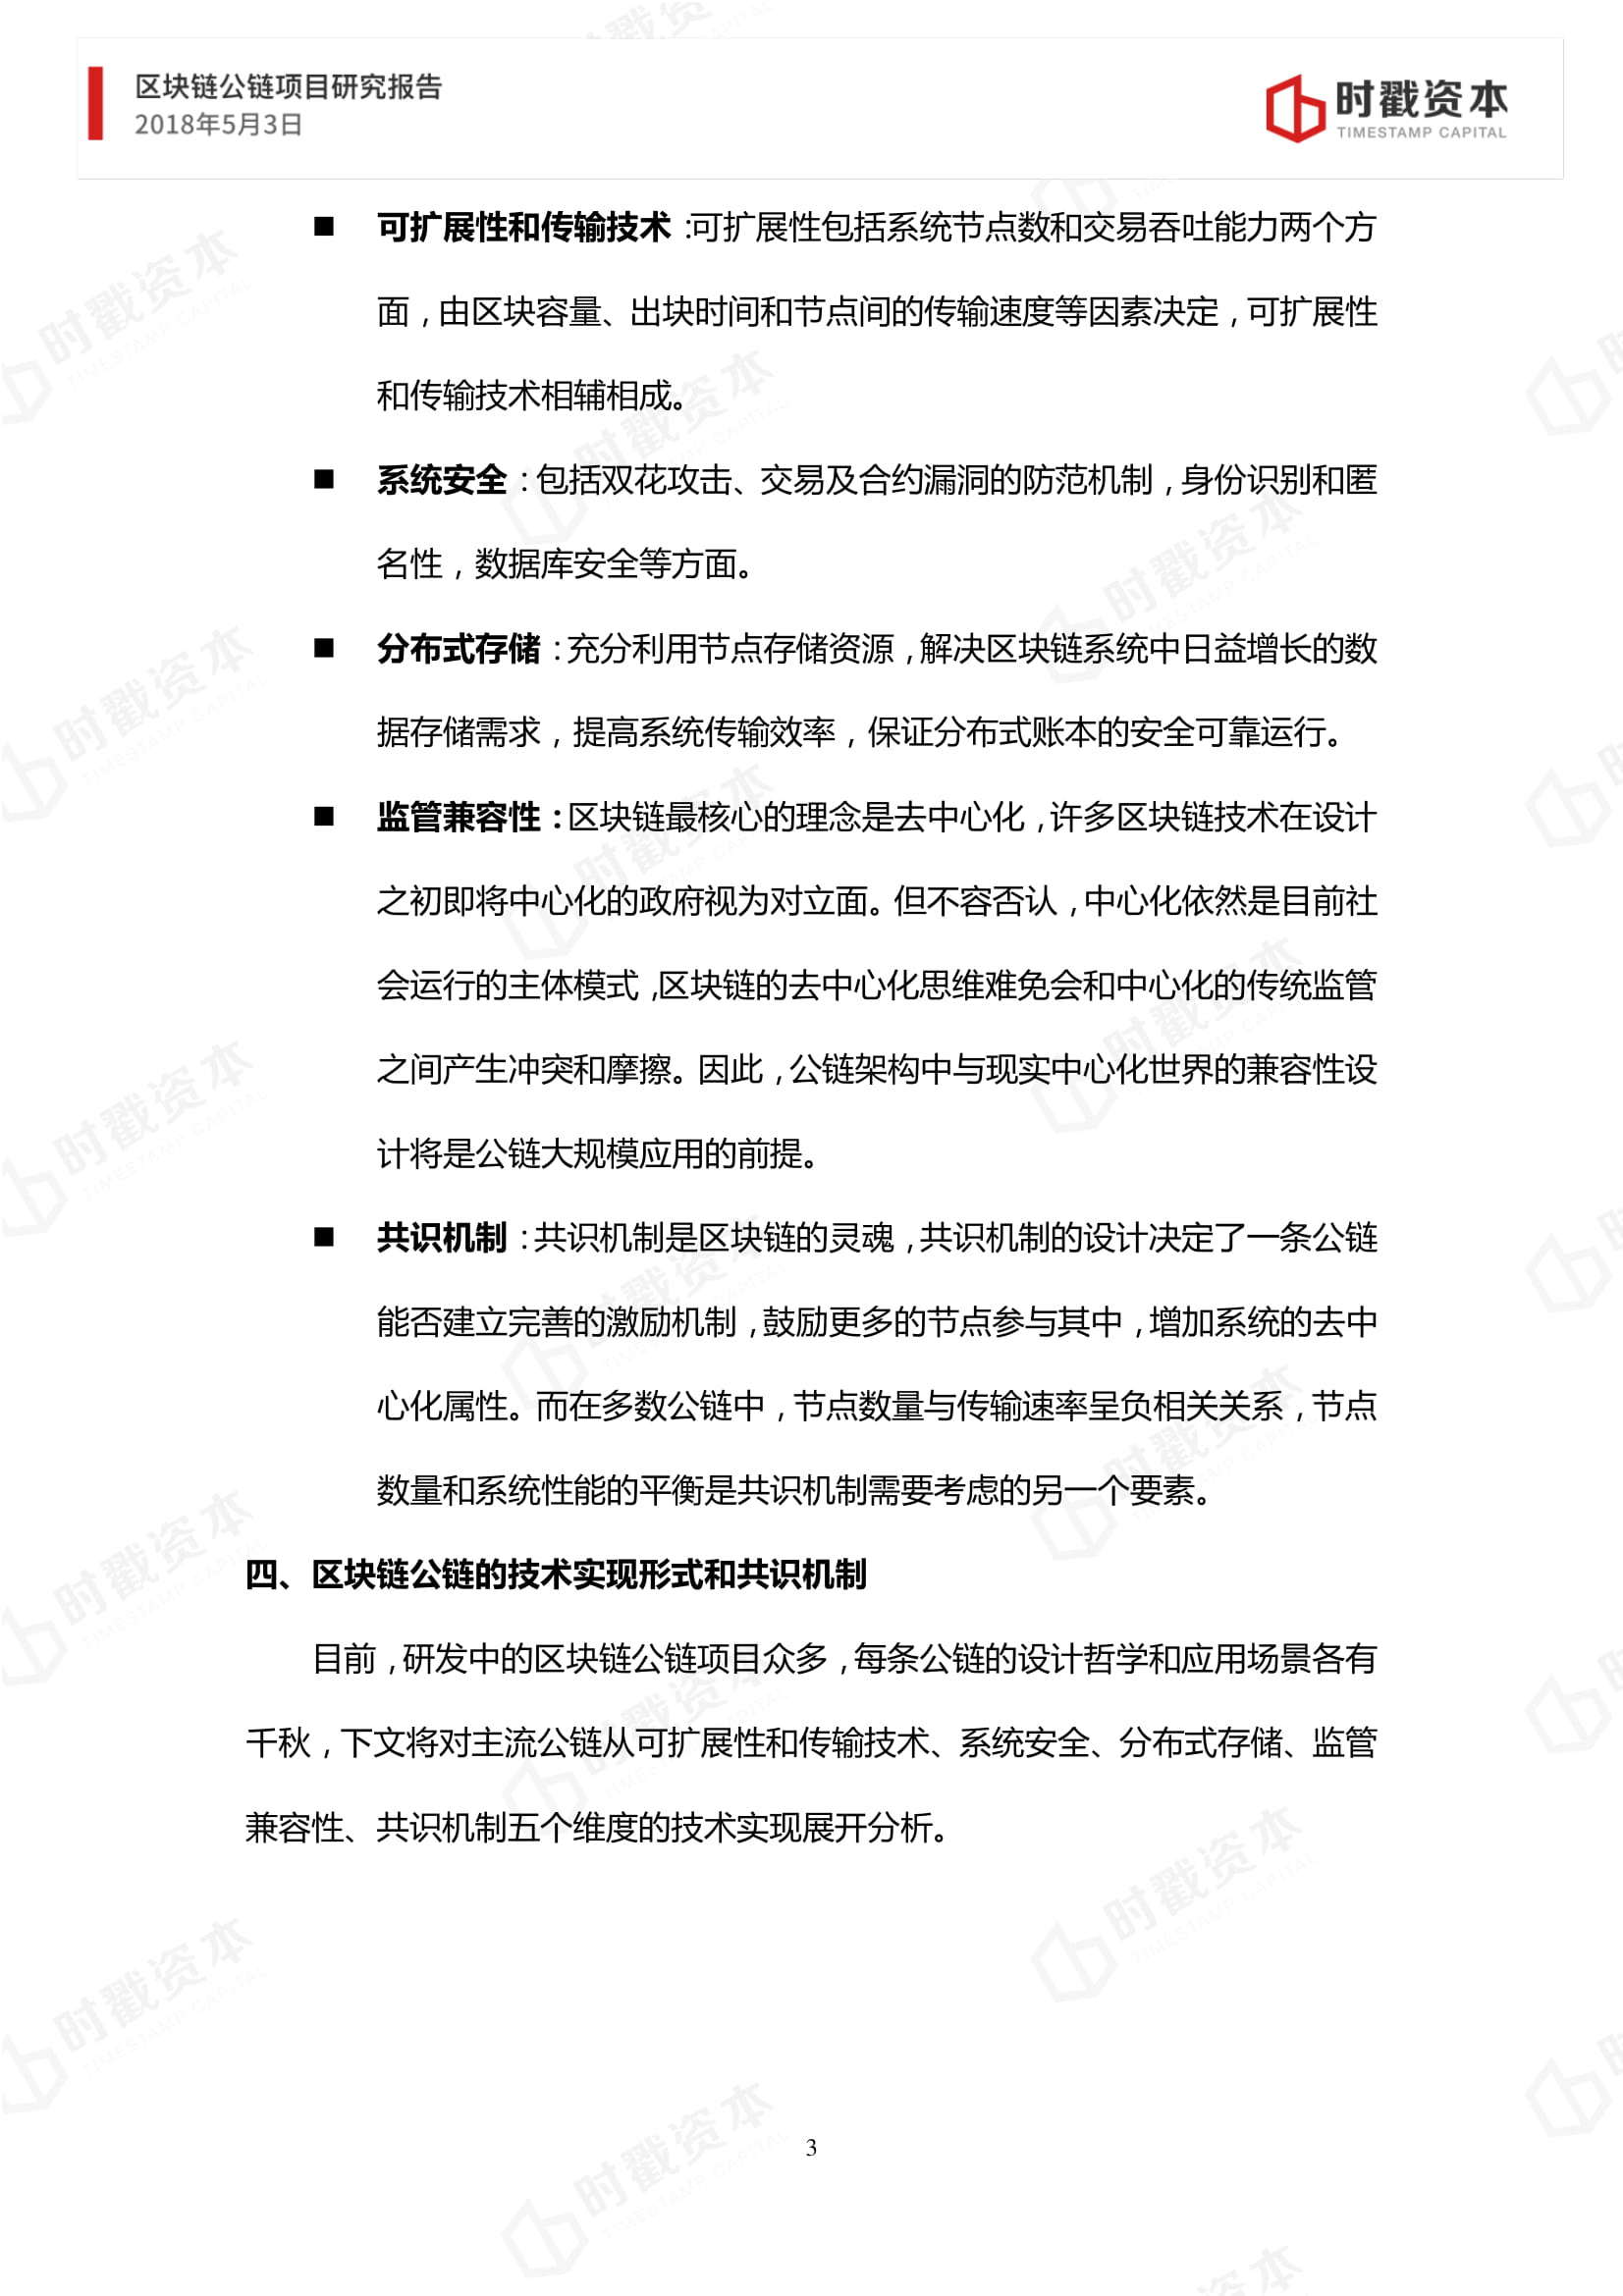 区块链公链项目研究报告
2018年5月3日
时戳资本
TIMESTAMP CAPITAL
■ 可扩展性和传输技术：可扩展性包括系统节点数和交易吞吐能力两个方
面，由区块容量、出块时间和节点间的传输速度等因素决定，可扩展性
和传输技术相辅相成。
■ 系统安全：包括双花攻击、交易及合约漏洞的防范机制，身份识别和匿
名性，数据库安全等方面。
■ 分布式存储：充分利用节点存储资源，解决区块链系统中日益增长的数
据存储需求，提高系统传输效率，保证分布式账本的安全可靠运行。
■ 监管兼容性：区块链最核心的理念是去中心化，许多区块链技术在设计
之初即将中心化的政府视为对立面。但不容否认，中心化依然是目前社
会运行的主体模式，区块链的去中心化思维难免会和中心化的传统监管
之间产生冲突和摩擦。因此，公链架构中与现实中心化世界的兼容性设
计将是公链大规模应用的前提。
■ 共识机制：共识机制是区块链的灵魂，共识机制的设计决定了一条公链
能否建立完善的激励机制，鼓励更多的节点参与其中，增加系统的去中
心化属性。而在多数公链中，节点数量与传输速率呈负相关关系，节点
数量和系统性能的平衡是共识机制需要考虑的另一个要素。
四、区块链公链的技术实现形式和共识机制
目前，研发中的区块链公链项目众多，每条公链的设计哲学和应用场景各有
千秋，下文将对主流公链从可扩展性和传输技术、系统安全、分布式存储、监管
兼容性、共识机制五个维度的技术实现展开分析。
3